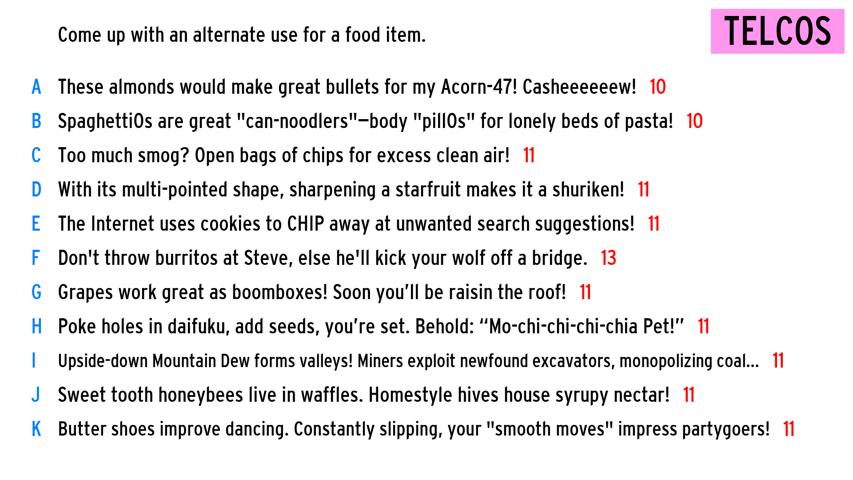 Come up with an alternate use for a food item.
TELCOS
A These almonds would make great bullets for my Acorn-47! Casheeeeeew! 10
B SpaghettiOs are great "can-noodlers"—body "pillOs" for lonely beds of pasta! 10
C Too much smog? Open bags of chips for excess clean air! 11
D With its multi-pointed shape, sharpening a starfruit makes it a shuriken! 11
E The Internet uses cookies to CHIP away at unwanted search suggestions! 11
F Don't throw burritos at Steve, else he'll kick your wolf off a bridge. 13
G Grapes work great as boomboxes! Soon you’ll be raisin the roof! 11
H Poke holes in daifuku, add seeds, you’re set. Behold: “Mo-chi-chi-chi-chia Pet!” 11
I Upside-down Mountain Dew forms valleys! Miners exploit newfound excavators, monopolizing coal... 11
J Sweet tooth honeybees live in waffles. Homestyle hives house syrupy nectar! 11
K Butter shoes improve dancing. Constantly slipping, your "smooth moves" impress partygoers! 11